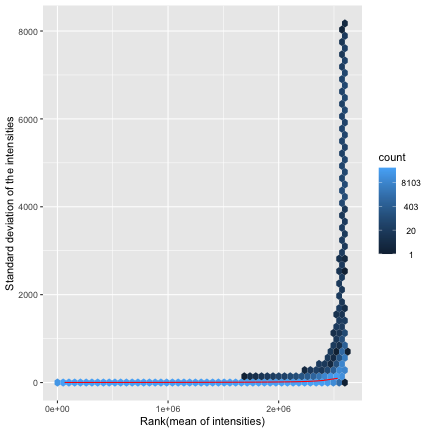 8000
6000
4000
2000
0
Standard deviation of the intensities
0e+00
1e+06
2e+06
Rank(mean of intensities)
count
8103
403
20
1